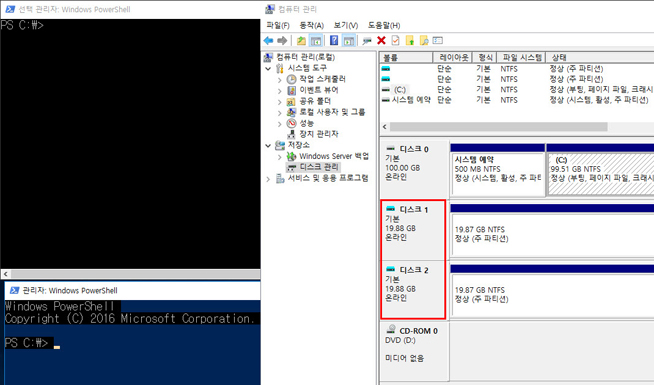 선택 관리자: Windows PowerShell
PS C:\>
관리자: Windows PowerShell
Windows PowerShell
Copyright (C) 2016 Microsoft Corporation.
PS C:\>
컴퓨터 관리
파일(F) 동작(A) 보기(V) 도움말(H)
컴퓨터 관리(로컬)
시스템 도구
작업 스케줄러
이벤트 뷰어
공유 폴더
로컬 사용자 및 그룹
성능
장치 관리자
저장소
Windows Server 백업
디스크 관리
서비스 및 응용 프로그램
볼륨 레이아웃 형식 파일 시스템 상태
단순 기본 NTFS 정상 (주 파티션)
단순 기본 NTFS 정상 (주 파티션)
(C:) 단순 기본 NTFS 정상 (부팅, 페이지 파일, 크래시
시스템 예약 단순 기본 NTFS 정상 (시스템, 활성, 주 파티션)
디스크 0
기본
100.00 GB
온라인
시스템 예약
500 MB NTFS
정상 (시스템, 활성, 주 파티
(C:)
99.51 GB NTFS
정상 (부팅, 페이지 파일, 크래시
디스크 1
기본
19.88 GB
온라인
19.87 GB NTFS
정상 (주 파티션)
디스크 2
기본
19.88 GB
온라인
19.87 GB NTFS
정상 (주 파티션)
CD-ROM 0
DVD (D:)
미디어 없음